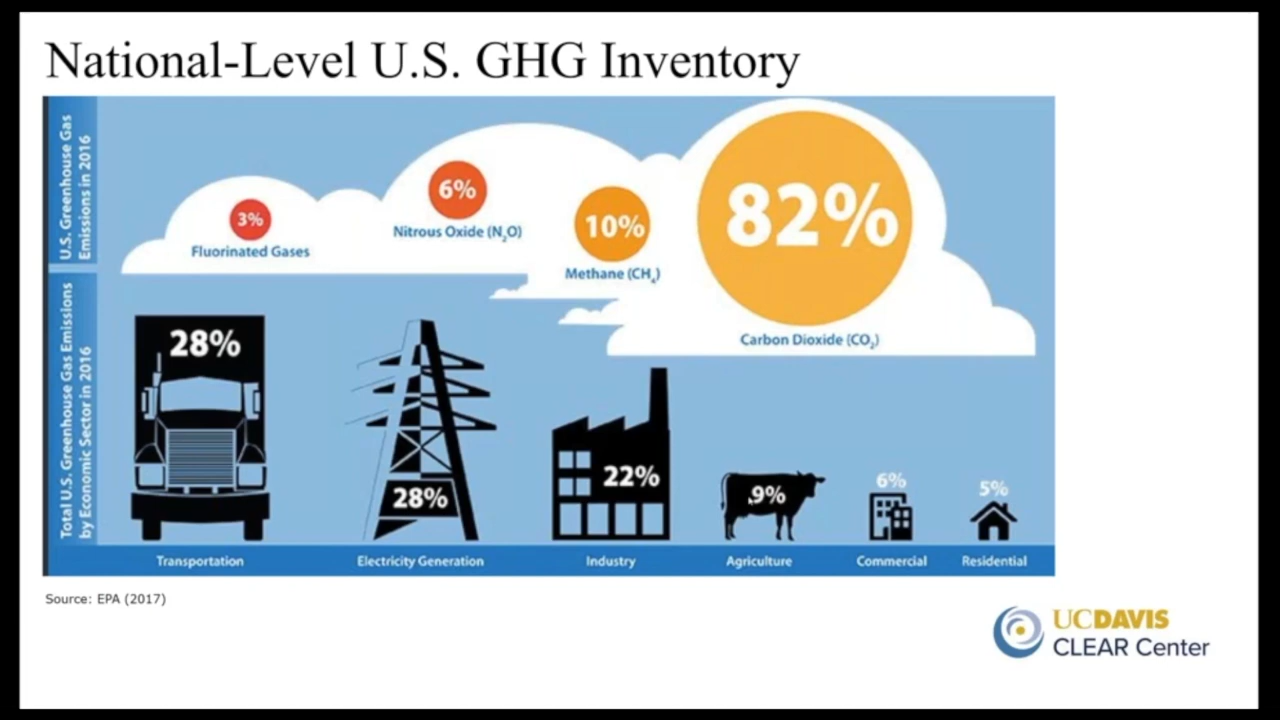 National-Level U.S. GHG Inventory
U.S. Greenhouse Gas
Emissions in 2016
3%
Fluorinated Gases
6%
Nitrous Oxide (N₂O)
10%
Methane (CH₄)
82%
Carbon Dioxide (CO₂)
Total U.S. Greenhouse Gas Emissions
by Economic Sector in 2016
28%
28%
22%
9%
6%
5%
Transportation
Electricity Generation
Industry
Agriculture
Commercial
Residential
Source: EPA (2017)
UCDAVIS
CLEAR Center